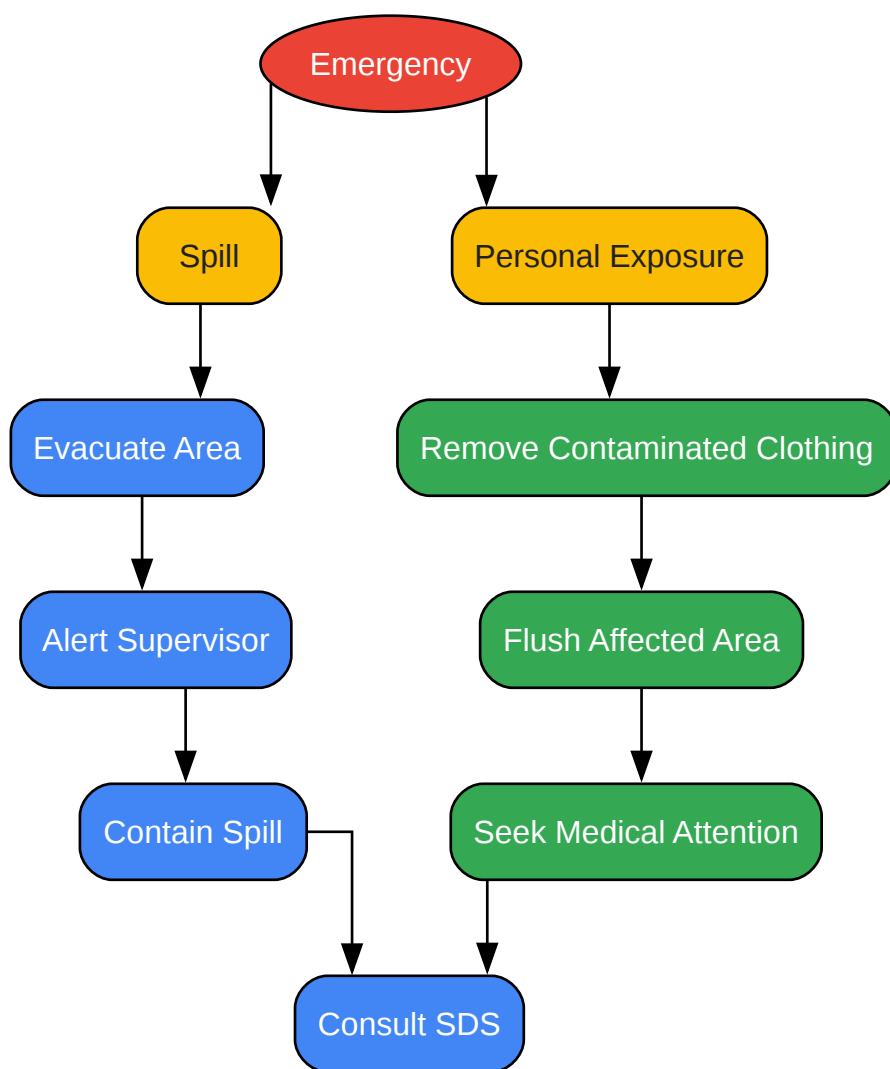 Emergency
Spill
Personal Exposure
Evacuate Area
Remove Contaminated Clothing
Alert Supervisor
Flush Affected Area
Contain Spill
Seek Medical Attention
Consult SDS